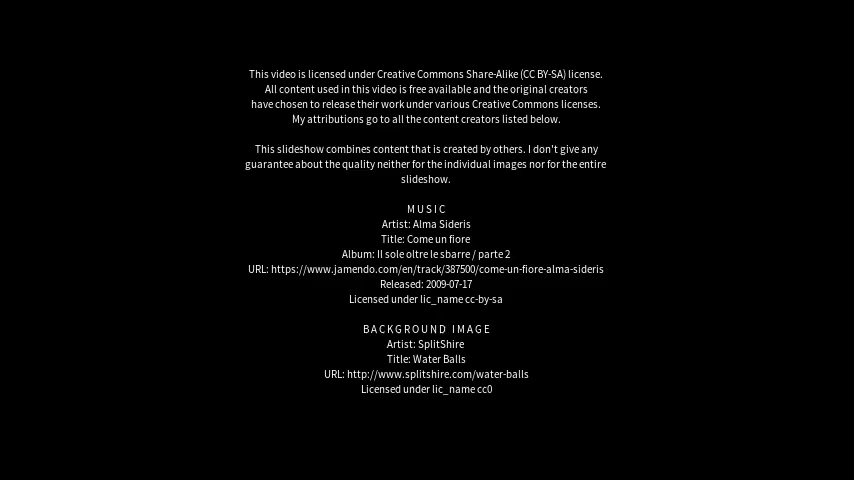 This video is licensed under Creative Commons Share-Alike (CC BY-SA) license.
All content used in this video is free available and the original creators
have chosen to release their work under various Creative Commons licenses.
My attributions go to all the content creators listed below.
This slideshow combines content that is created by others. I don't give any
guarantee about the quality neither for the individual images nor for the entire
slideshow.
MUSIC
Artist: Alma Sideris
Title: Come un fiore
Album: Il sole oltre le sbarre / parte 2
URL: https://www.jamendo.com/en/track/387500/come-un-fiore-alma-sideris
Released: 2009-07-17
Licensed under lic_name cc-by-sa
BACKGROUND IMAGE
Artist: SplitShire
Title: Water Balls
URL: http://www.splitshire.com/water-balls
Licensed under lic_name cc0